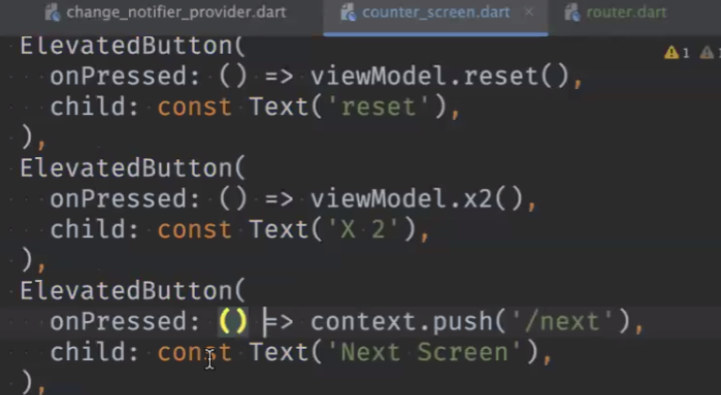 change_notifier_provider.dart counter_screen.dart × router.dart
ElevatedButton( 1 1
onPressed: () => viewModel.reset(),
child: const Text('reset'),
),
ElevatedButton(
onPressed: () => viewModel.x2(),
child: const Text('X 2'),
),
ElevatedButton(
onPressed: () => context.push('/next'),
child: const Text('Next Screen'),
),